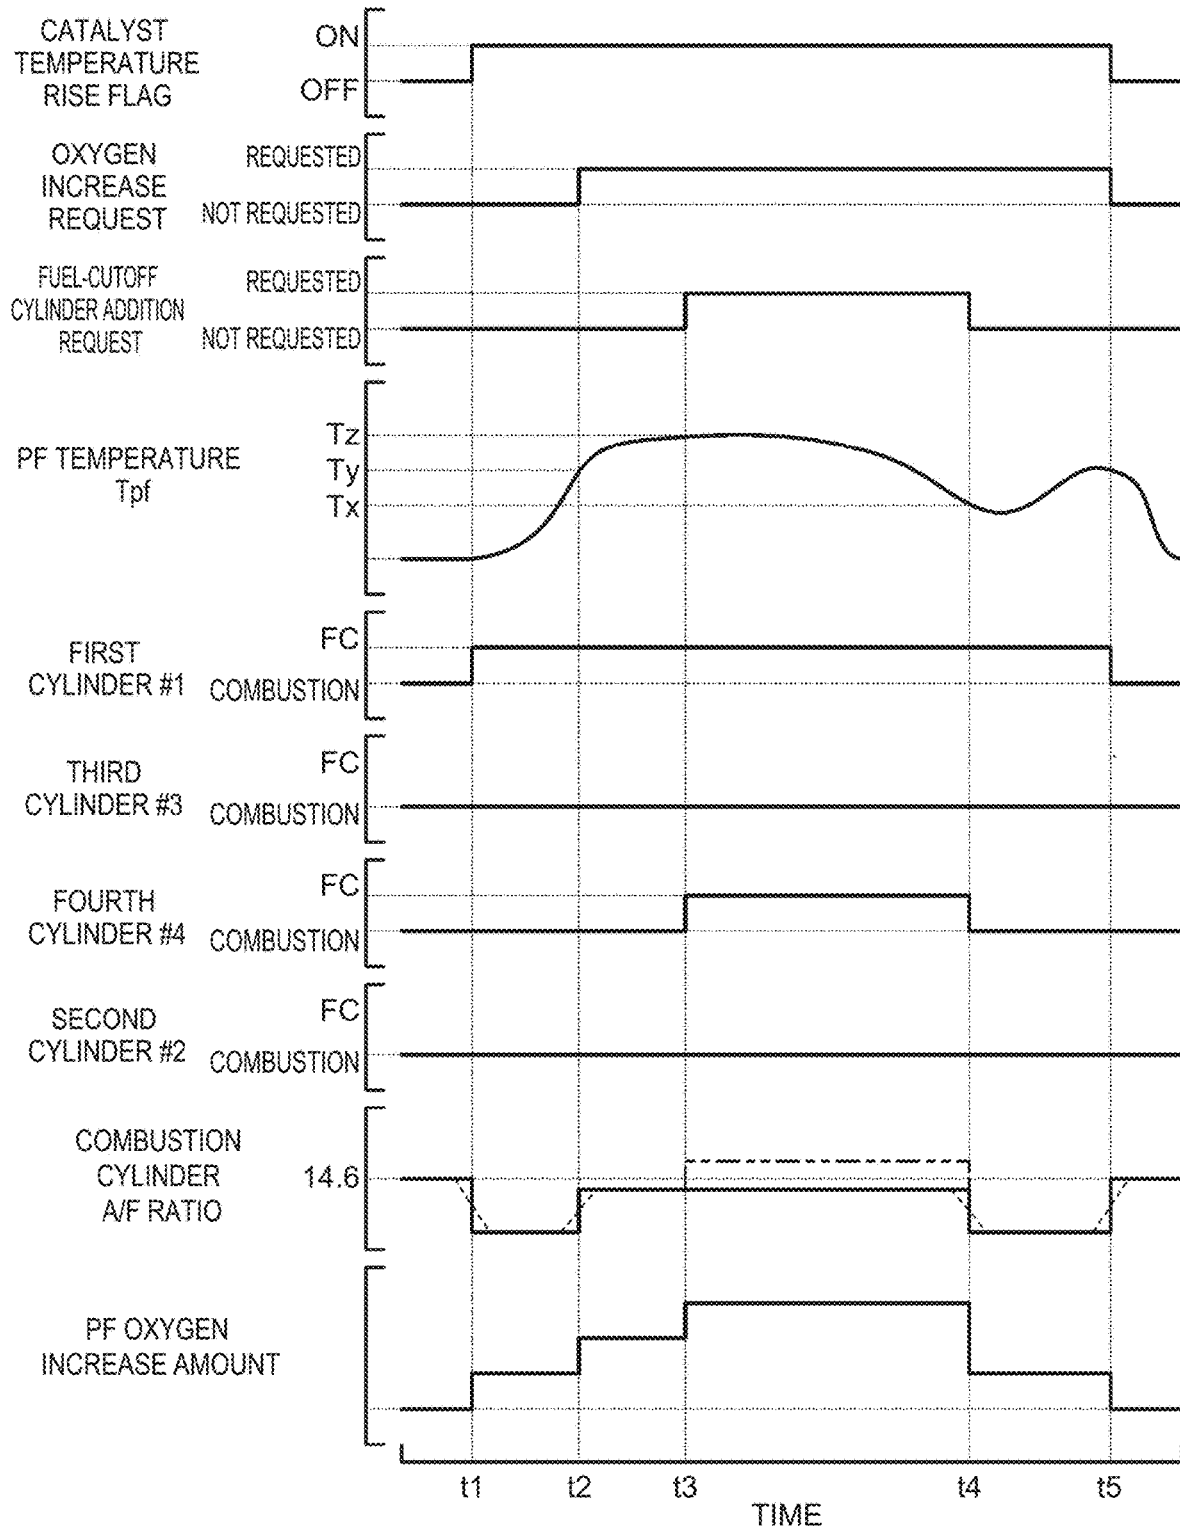 CATALYST
TEMPERATURE
RISE FLAG
ON
OFF
OXYGEN
INCREASE
REQUEST
REQUESTED
NOT REQUESTED
FUEL-CUTOFF
CYLINDER ADDITION
REQUEST
REQUESTED
NOT REQUESTED
PF TEMPERATURE
Tpf
Tz
Ty
Tx
FIRST
CYLINDER #1
FC
COMBUSTION
THIRD
CYLINDER #3
FC
COMBUSTION
FOURTH
CYLINDER #4
FC
COMBUSTION
SECOND
CYLINDER #2
FC
COMBUSTION
COMBUSTION
CYLINDER
A/F RATIO
14.6
PF OXYGEN
INCREASE AMOUNT
t1 t2 t3 t4 t5
TIME